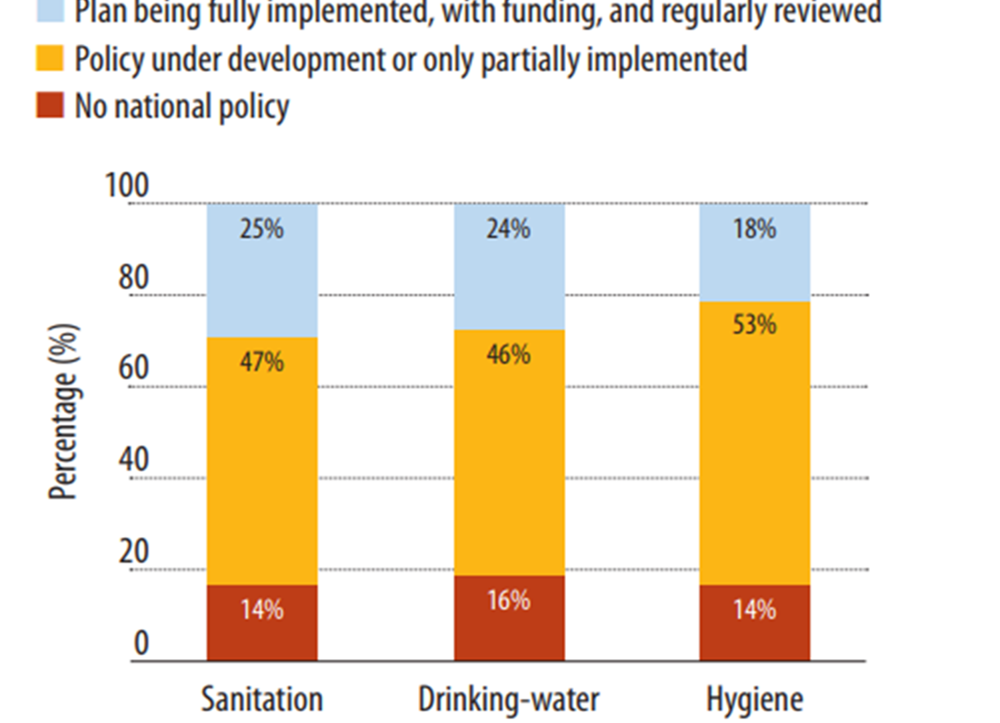 Plan being fully implemented, with funding, and regularly reviewed
Policy under development or only partially implemented
No national policy
Percentage (%)
100
80
60
40
20
0
25%
24%
18%
47%
46%
53%
14%
16%
14%
Sanitation
Drinking-water
Hygiene